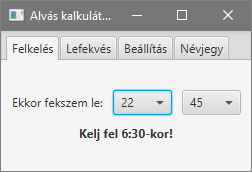 Alvás kalkulát...
Felkelés Lefekvés Beállítás Névjegy
Ekkor fekszem le: 22 45
Kelj fel 6:30-kor!